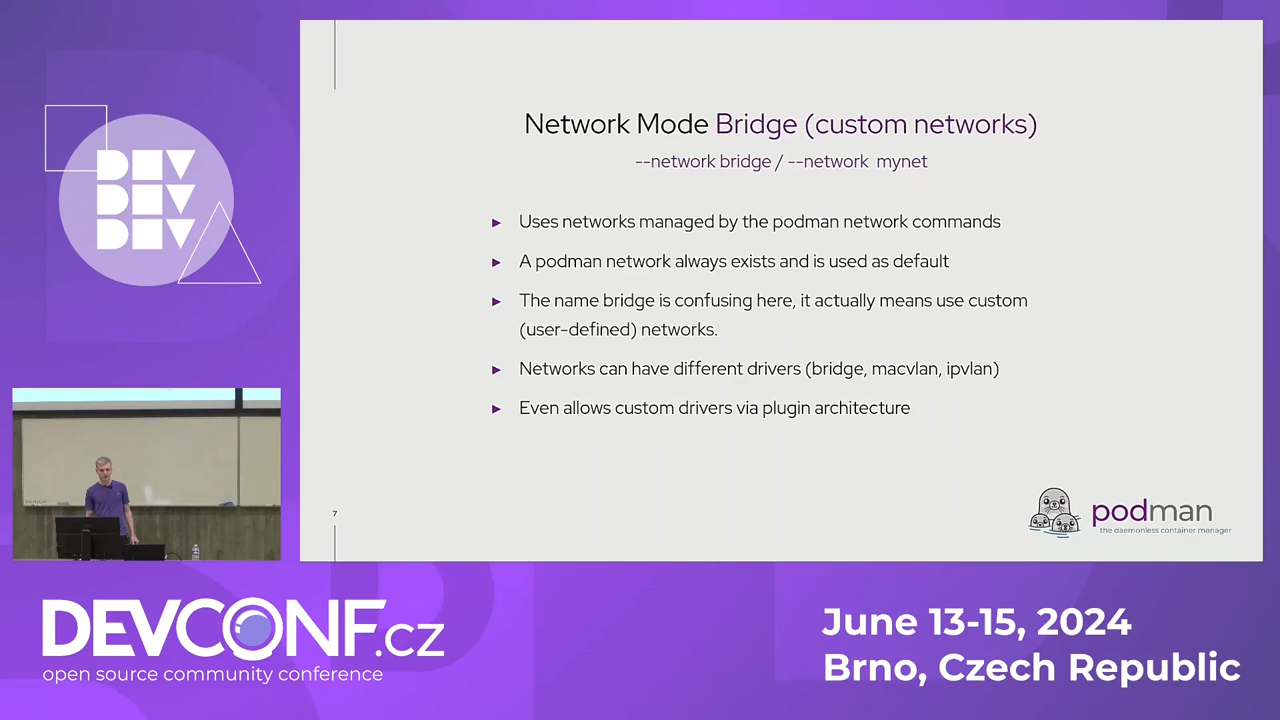 DEV
DEV
DEV
Network Mode Bridge (custom networks)
--network bridge / --network mynet
► Uses networks managed by the podman network commands
► A podman network always exists and is used as default
► The name bridge is confusing here, it actually means use custom
(user-defined) networks.
► Networks can have different drivers (bridge, macvlan, ipvlan)
► Even allows custom drivers via plugin architecture
7
podman
the daemonless container manager
DEVCONF.cz
open source community conference
June 13-15, 2024
Brno, Czech Republic